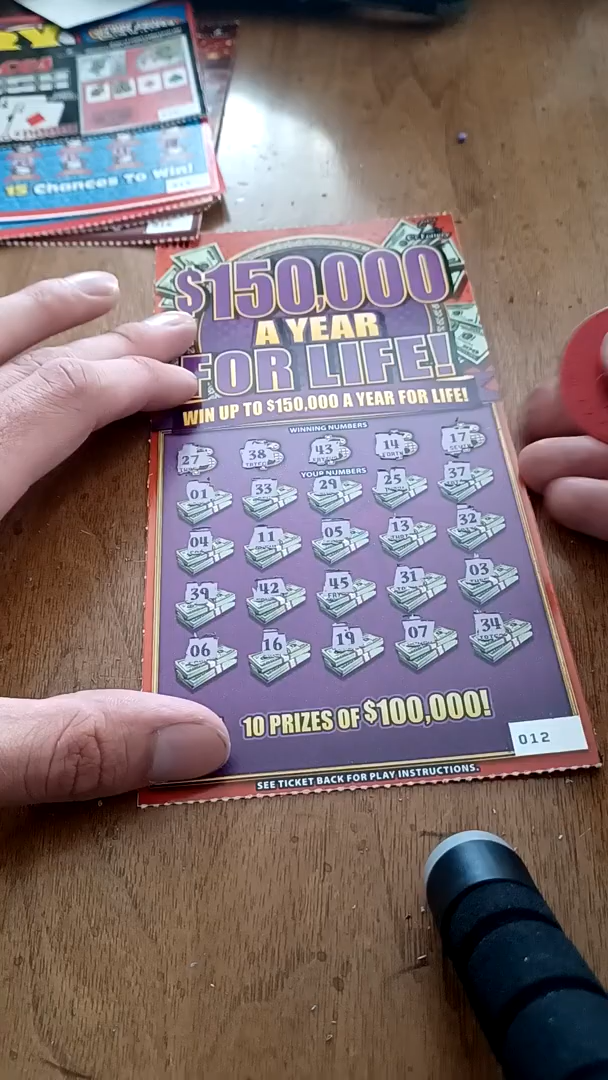 RY.
15 Chances To Win!
$150,000
A YEAR
FOR LIFE!
WIN UP TO $150,000 A YEAR FOR LIFE!
WINNING NUMBERS
27 38 43 14 17
YOUR NUMBERS
01 33 29 25 37
04 11 05 13 32
39 42 45 31 03
06 16 19 07 34
10 PRIZES OF $100,000!
012
SEE TICKET BACK FOR PLAY INSTRUCTIONS.